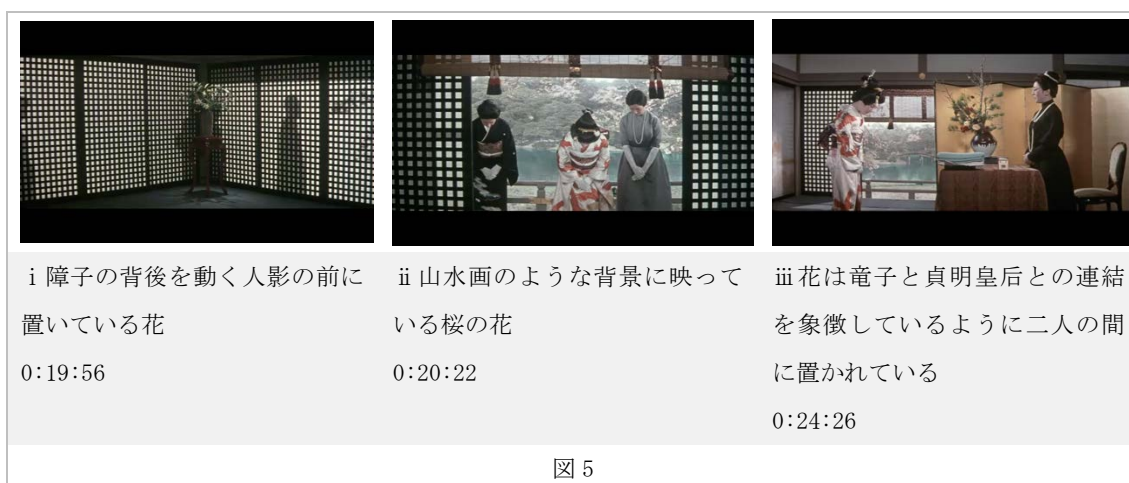 ⅰ障子の背後を動く人影の前に
置いている花
0:19:56
ⅱ山水画のような背景に映って
いる桜の花
0:20:22
ⅲ花は竜子と貞明皇后との連結
を象徴しているように二人の間
に置かれている
0:24:26
図 5